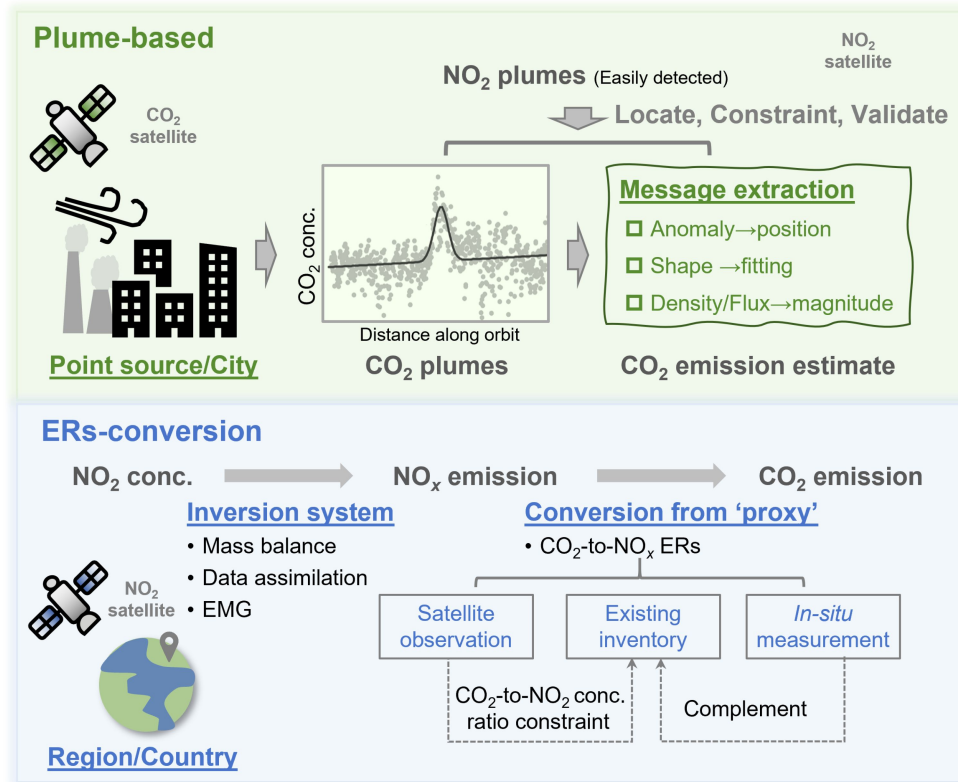 Plume-based
NO₂
satellite
NO₂ plumes (Easily detected)
CO₂
satellite
Locate, Constraint, Validate
CO₂ conc.
Distance along orbit
Message extraction
Anomaly→position
Shape →fitting
Density/Flux→magnitude
Point source/City
CO₂ plumes
CO₂ emission estimate
ERs-conversion
NO₂ conc.
NOₓ emission
CO₂ emission
Inversion system
• Mass balance
• Data assimilation
• EMG
Conversion from ‘proxy’
• CO₂-to-NOₓ ERs
NO₂
satellite
Satellite
observation
Existing
inventory
In-situ
measurement
CO₂-to-NO₂ conc.
ratio constraint
Complement
Region/Country